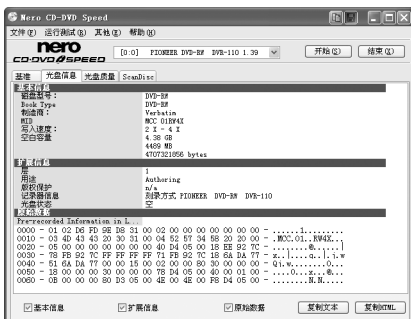 Nero CD-DVD Speed
文件(F) 运行测试(R) 其他(E) 帮助(H)
nero
CD·DVD SPEED
[0:0] PIONEER DVD-RW DVR-110 1.39
开始(S)
结束(X)
基准 光盘信息 光盘质量 ScanDisc
基本信息
磁盘型号: DVD-RW
Book Type DVD-RW
制造商: Verbatim
MID MCC 01RW4X
写入速度: 2 X - 4 X
空白容量 4.38 GB
4489 MB
4707321856 bytes
扩展信息
层 1
用途 Authoring
版权保护 n/a
记录器信息 刻录方式 PIONEER DVD-RW DVR-110
光盘状态 空
原始数据
Pre-recorded Information in L...
0000 - 01 02 D6 FD 9E D8 31 00 02 00 00 00 00 00 00 00 - ......1.........
0010 - 03 4D 43 43 20 30 31 00 04 52 57 34 58 20 20 00 - .MCC.01..RW4X...
0020 - 05 00 00 00 00 00 00 00 40 D4 05 00 18 EE 92 7C - ........@......|
0030 - 78 FB 92 7C FF FF FF FF 71 FB 92 7C 18 6A DA 77 - x..|....q..|.j.w
0040 - 51 6A DA 77 00 00 15 00 02 00 00 80 30 00 00 00 - Qj.w........0...
0050 - 18 00 00 00 30 00 00 00 78 D4 05 00 40 00 01 00 - ....0...x...@...
0060 - 0B 00 00 00 80 D3 05 00 4E 00 4E 00 F8 D4 05 00 - ........N.N.....
基本信息 扩展信息 原始数据
复制文本 复制HTML